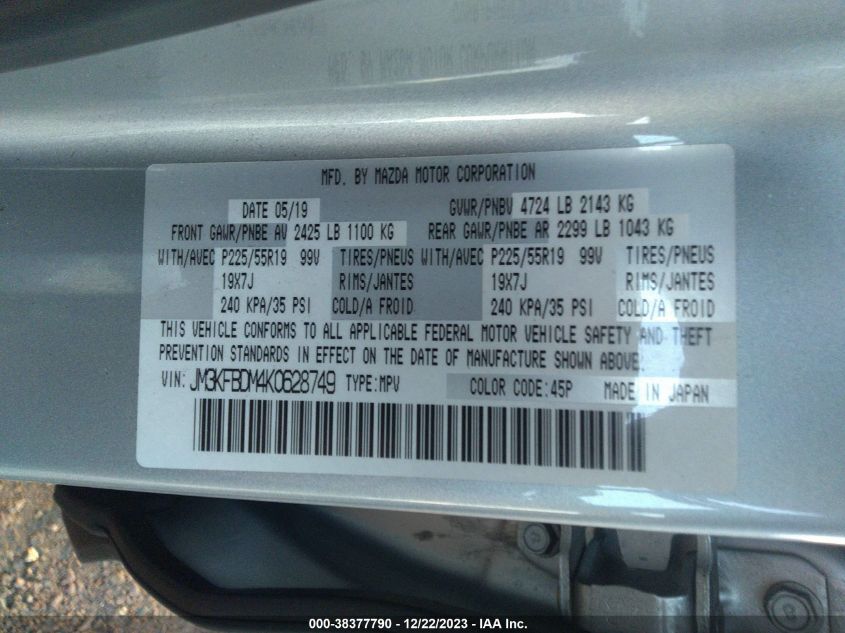 MFD. BY MAZDA MOTOR CORPORATION
DATE 05/19 GVWR/PNBV 4724 LB 2143 KG
FRONT GAWR/PNBE AV 2425 LB 1100 KG REAR GAWR/PNBE AR 2299 LB 1043 KG
WITH/AVEC P225/55R19 99V TIRES/PNEUS WITH/AVEC P225/55R19 99V TIRES/PNEUS
19X7J RIMS/JANTES 19X7J RIMS/JANTES
240 KPA/35 PSI COLD/A FROID 240 KPA/35 PSI COLD/A FROID
THIS VEHICLE CONFORMS TO ALL APPLICABLE FEDERAL MOTOR VEHICLE SAFETY AND THEFT
PREVENTION STANDARDS IN EFFECT ON THE DATE OF MANUFACTURE SHOWN ABOVE.
VIN: JM3KFBDM4K0628749 TYPE:MPV COLOR CODE:45P MADE IN JAPAN
000-38377790 - 12/22/2023 - IAA Inc.